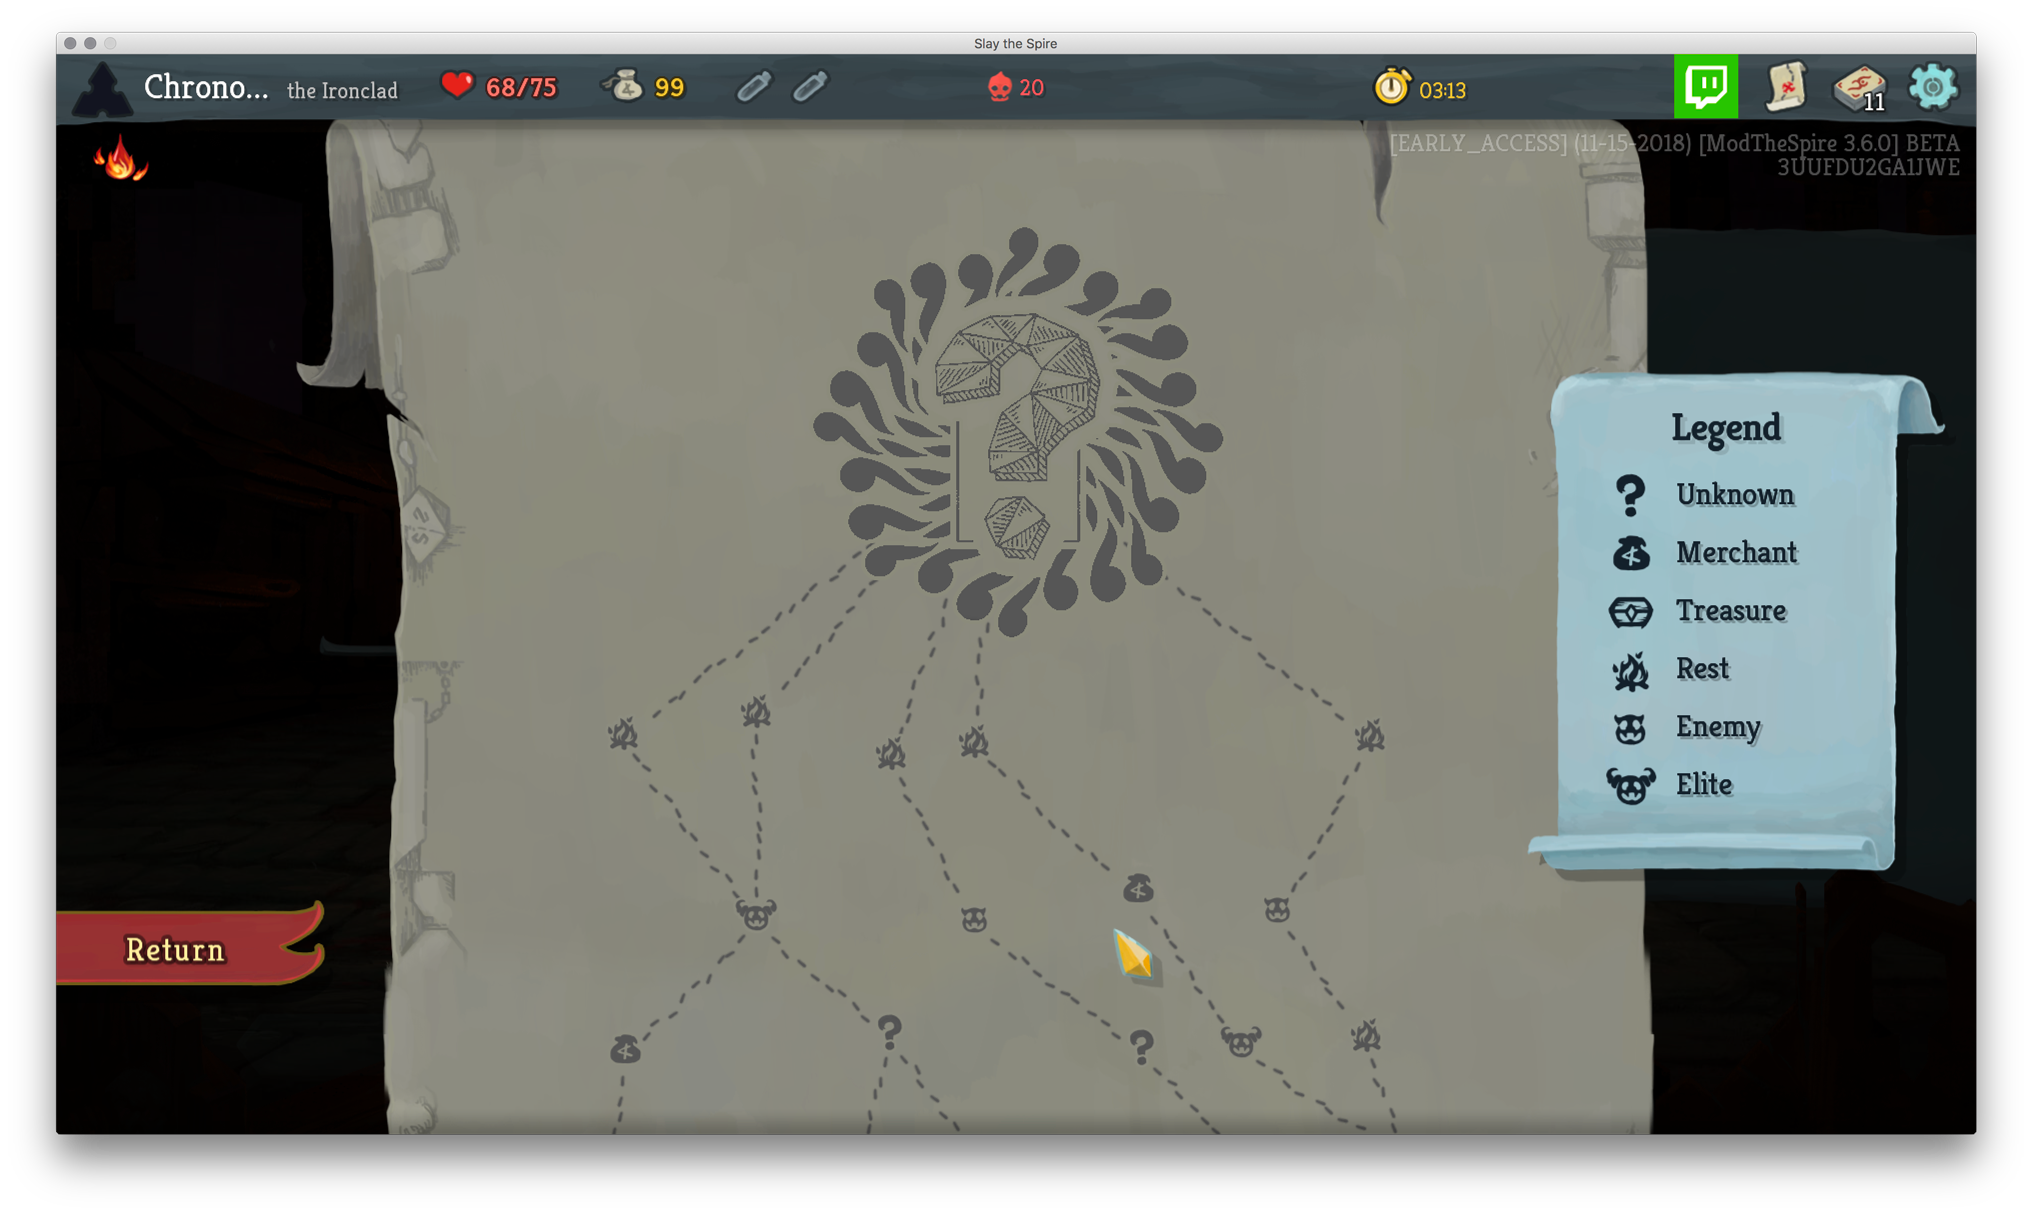 Slay the Spire
Chrono... the Ironclad 68/75 99 20 03:13 11
[EARLY_ACCESS] (11-15-2018) [ModTheSpire 3.6.0] BETA
3UUFDU2GA1JWE
Legend
Unknown
Merchant
Treasure
Rest
Enemy
Elite
Return